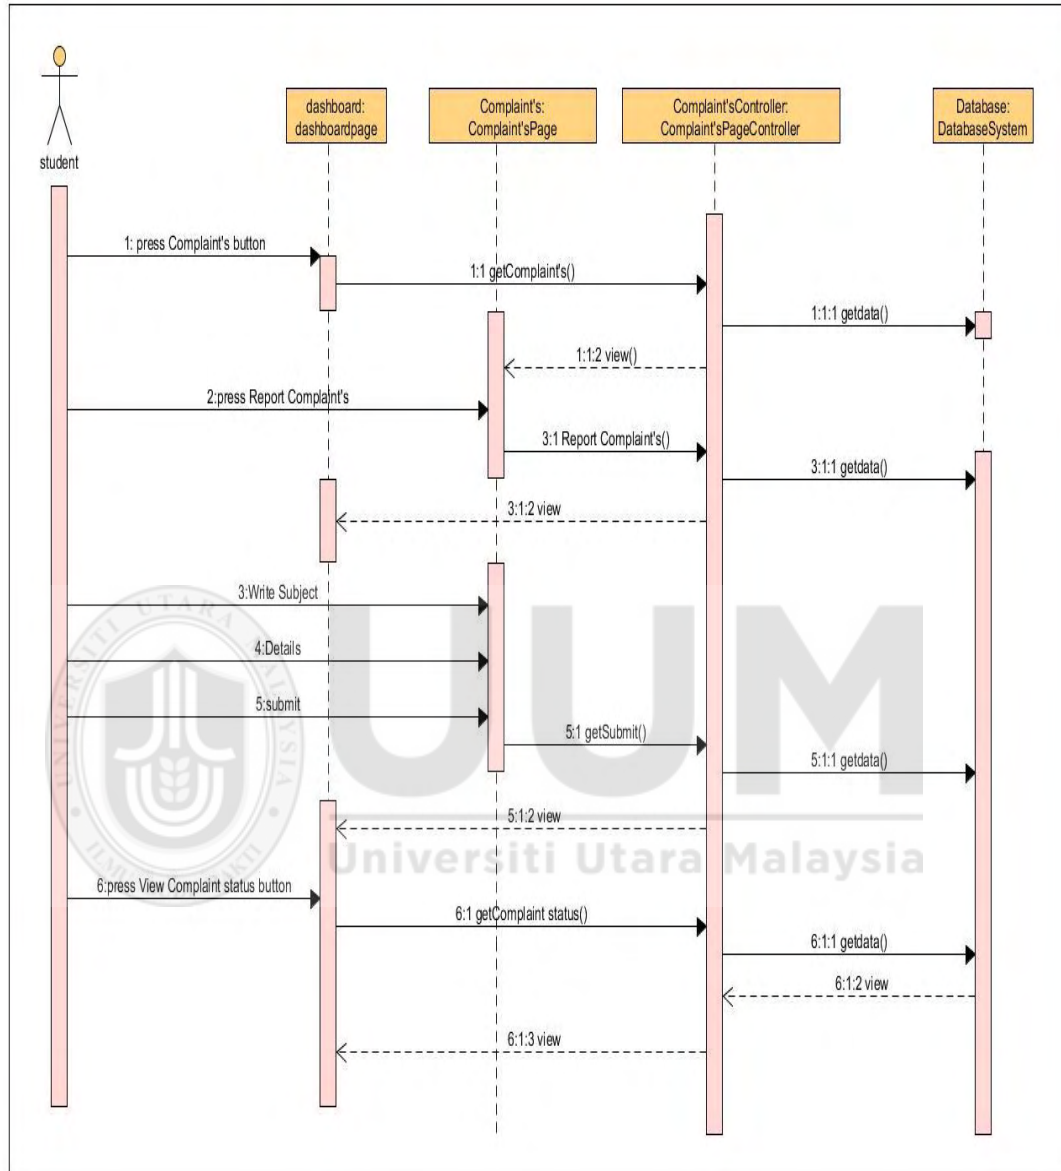 student
dashboard:
dashboardpage
Complaint's:
Complaint'sPage
Complaint'sController:
Complaint'sPageController
Database:
DatabaseSystem
1: press Complaint's button
1:1 getComplaint's()
1:1:1 getdata()
1:1:2 view()
2:press Report Complaint's
3:1 Report Complaint's()
3:1:1 getdata()
3:1:2 view
3:Write Subject
4:Details
5:submit
5:1 getSubmit()
5:1:1 getdata()
5:1:2 view
6:press View Complaint status button
6:1 getComplaint status()
6:1:1 getdata()
6:1:2 view
6:1:3 view
UNIVERSITI UTARA MALAYSIA
UUM
Universiti Utara Malaysia